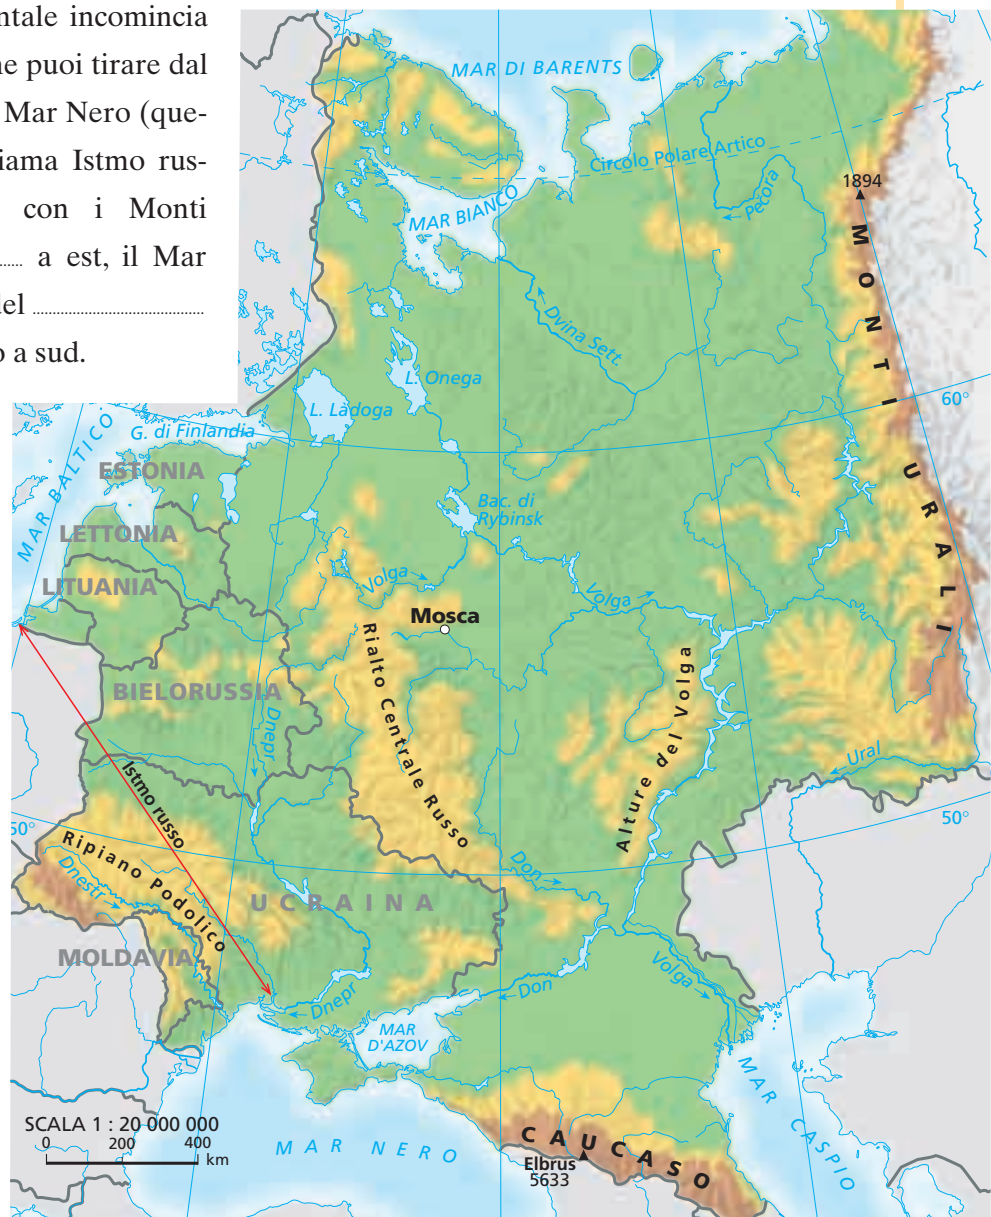 ntale incomincia
ne puoi tirare dal
Mar Nero (que-
iama Istmo rus-
con i Monti
........ a est, il Mar
del ........................................
o a sud.
MAR DI BARENTS
Circolo Polare Artico
Pecora
1894
MAR BIANCO
MONTI URALI
Dvina Sett.
L. Onega
L. Làdoga
60°
G. di Finlandia
MAR BALTICO
ESTONIA
Bac. di
Rybinsk
LETTONIA
LITUANIA
Volga
Volga
Mosca
Rialto Centrale Russo
Alture del Volga
BIELORUSSIA
Dnepr
Ural
Istmo russo
50°
50°
Ripiano Podolico
Dnestr
Don
UCRAINA
MOLDAVIA
Volga
Don
Dnepr
MAR
D'AZOV
MAR CASPIO
SCALA 1 : 20 000 000
0 200 400
km
MAR NERO
CAUCASO
Elbrus
5633